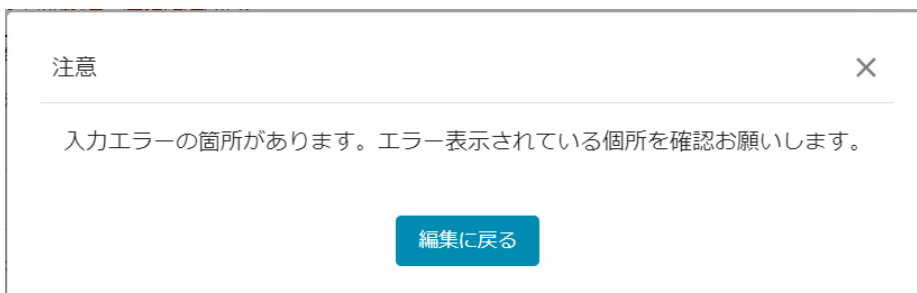 注意
入力エラーの箇所があります。エラー表示されている個所を確認お願いします。
編集に戻る